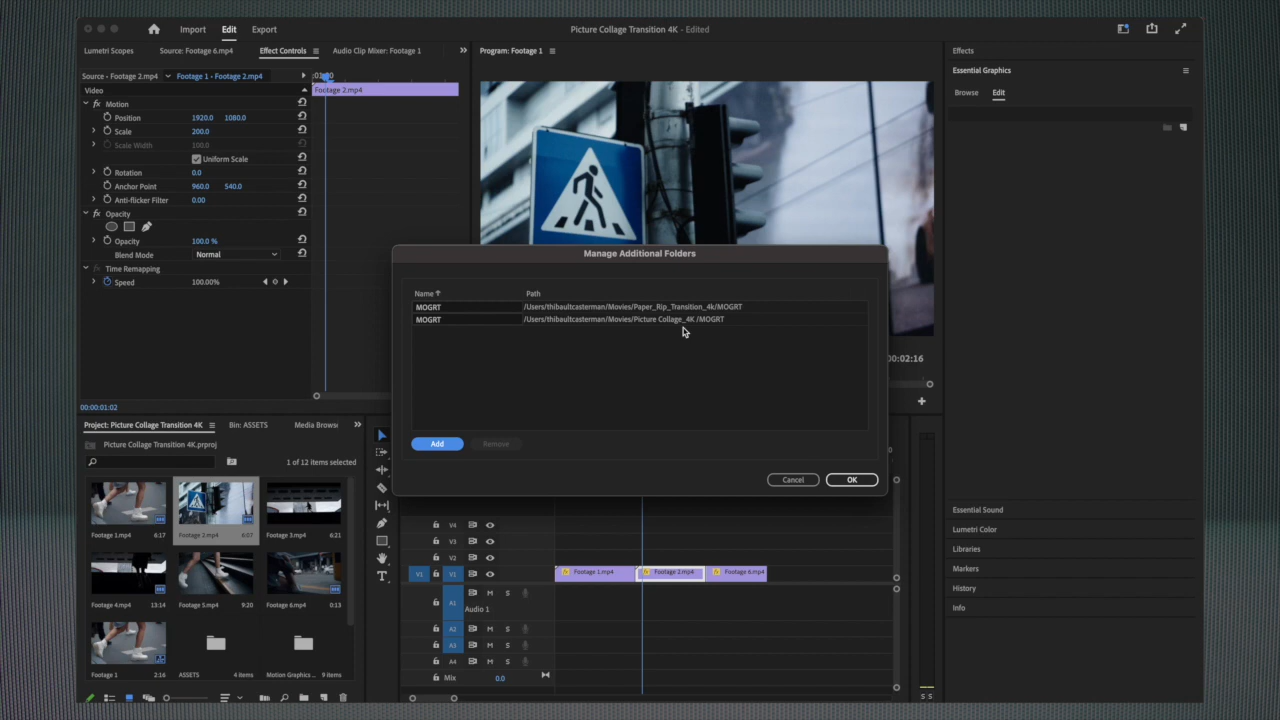 Import Edit Export
Picture Collage Transition 4K - Edited
Lumetri Scopes
Source: Footage 6.mp4
Effect Controls
Audio Clip Mixer: Footage 1
Source • Footage 2.mp4
Footage 1 • Footage 2.mp4
Video
Footage 2.mp4
fx Motion
Position 1920.0 1080.0
Scale 200.0
Scale Width 100.0
Uniform Scale
Rotation 0.0
Anchor Point 960.0 540.0
Anti-flicker Filter 0.00
fx Opacity
Opacity 100.0 %
Blend Mode Normal
Time Remapping
Speed 100.00%
00:00:01:02
Program: Footage 1
00:02:16
Effects
Essential Graphics
Browse Edit
Manage Additional Folders
Name Path
MOGRT /Users/thibaultcasterman/Movies/Paper_Rip_Transition_4k/MOGRT
MOGRT /Users/thibaultcasterman/Movies/Picture Collage_4K /MOGRT
Add Remove
Cancel OK
Project: Picture Collage Transition 4K
Bin: ASSETS
Media Brows
Picture Collage Transition 4K.prproj
1 of 12 items selected
Footage 1.mp4 6:17
Footage 2.mp4 6:07
Footage 3.mp4 6:21
Footage 4.mp4 13:14
Footage 5.mp4 9:20
Footage 6.mp4 0:13
Footage 1 2:16
ASSETS 4 items
Motion Graphics ... 9 items
V4
V3
V2
V1 V1
fx Footage 1.mp4
fx Footage 2.mp4
fx Footage 6.mp4
A1 M S
Audio 1
A2 M S
A3 M S
A4 M S
Mix 0.0
S S
Essential Sound
Lumetri Color
Libraries
Markers
History
Info